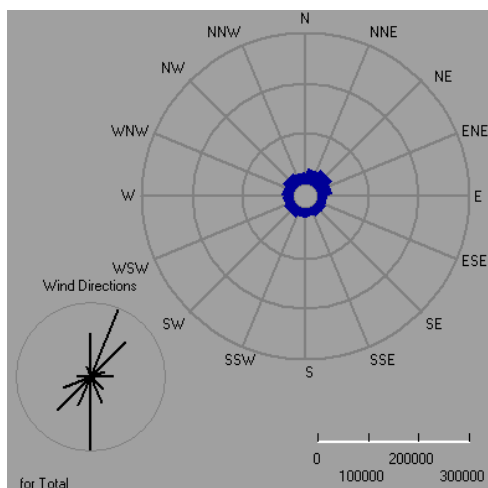 N
NNW
NNE
NW
NE
WNW
ENE
W
E
WSW
ESE
Wind Directions
SW
SE
SSW
SSE
S
0
200000
100000
300000
for Total